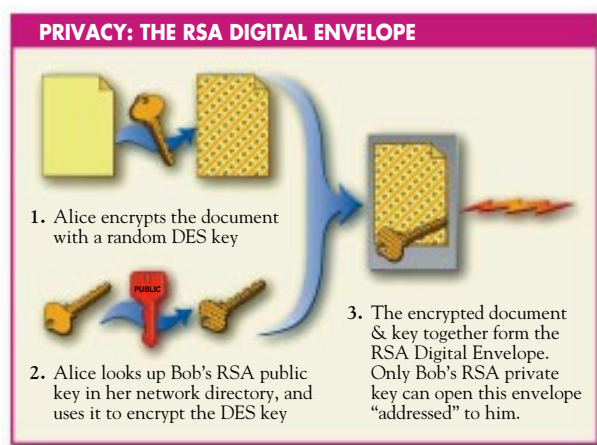 PRIVACY: THE RSA DIGITAL ENVELOPE
1. Alice encrypts the document
with a random DES key
PUBLIC
2. Alice looks up Bob's RSA public
key in her network directory, and
uses it to encrypt the DES key
3. The encrypted document
& key together form the
RSA Digital Envelope.
Only Bob's RSA private
key can open this envelope
“addressed” to him.